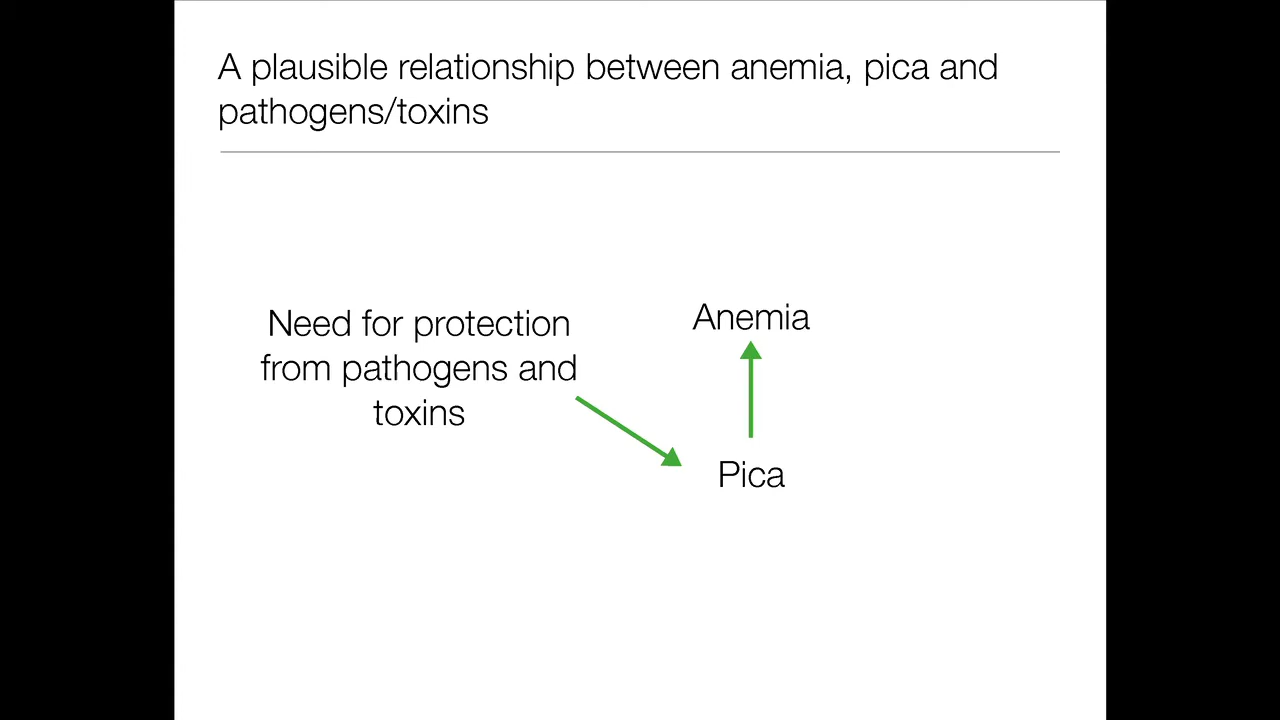 A plausible relationship between anemia, pica and
pathogens/toxins
Need for protection
from pathogens and
toxins
Anemia
Pica